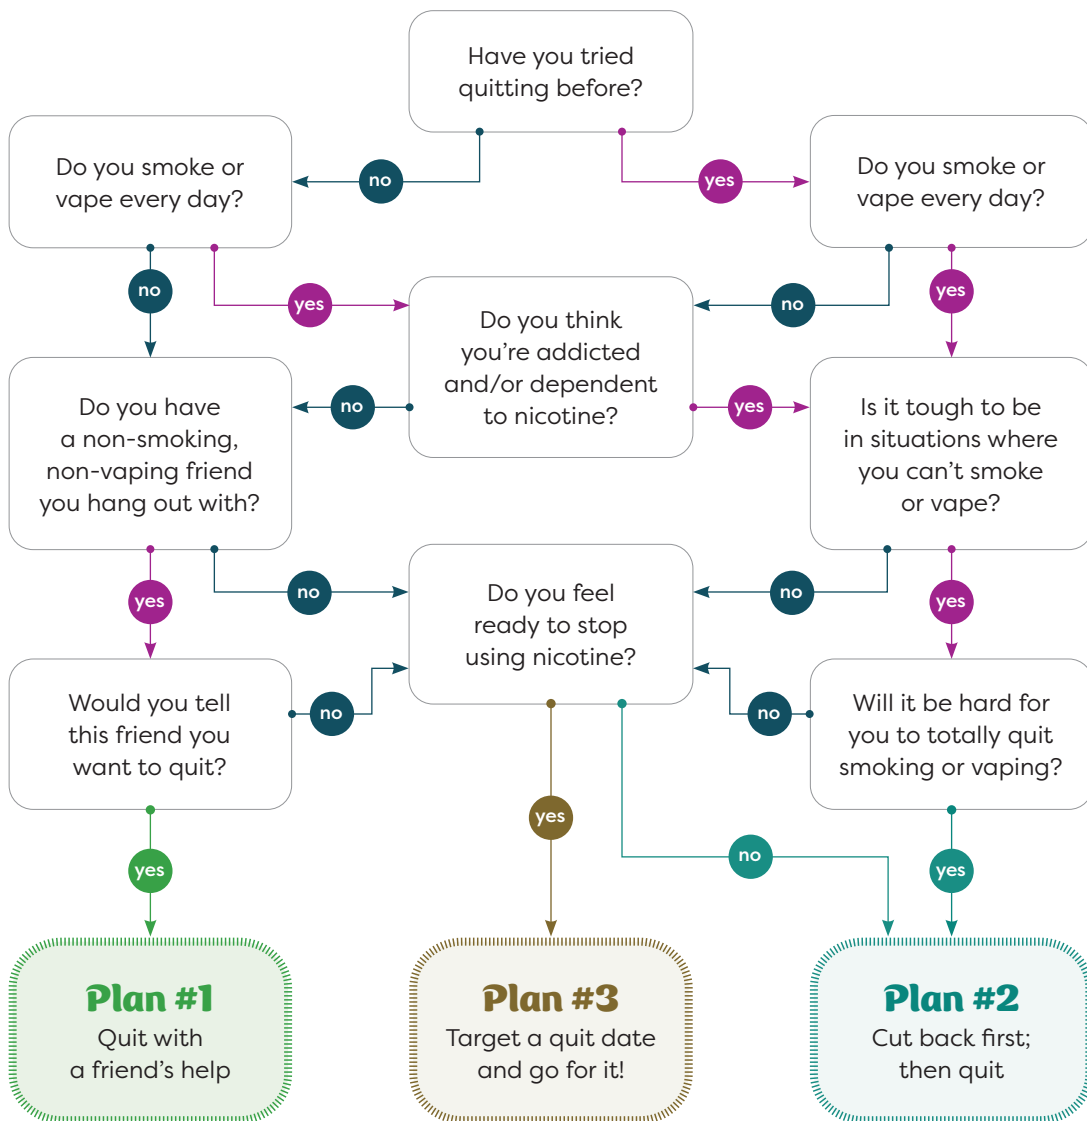 Have you tried
quitting before?
no
yes
Do you smoke or
vape every day?
Do you smoke or
vape every day?
no
yes
no
yes
Do you think
you're addicted
and/or dependent
to nicotine?
no
yes
Do you have
a non-smoking,
non-vaping friend
you hang out with?
Is it tough to be
in situations where
you can't smoke
or vape?
yes
no
no
yes
Do you feel
ready to stop
using nicotine?
Would you tell
this friend you
want to quit?
no
no
Will it be hard for
you to totally quit
smoking or vaping?
yes
yes
no
yes
Plan #1
Quit with
a friend's help
Plan #3
Target a quit date
and go for it!
Plan #2
Cut back first;
then quit